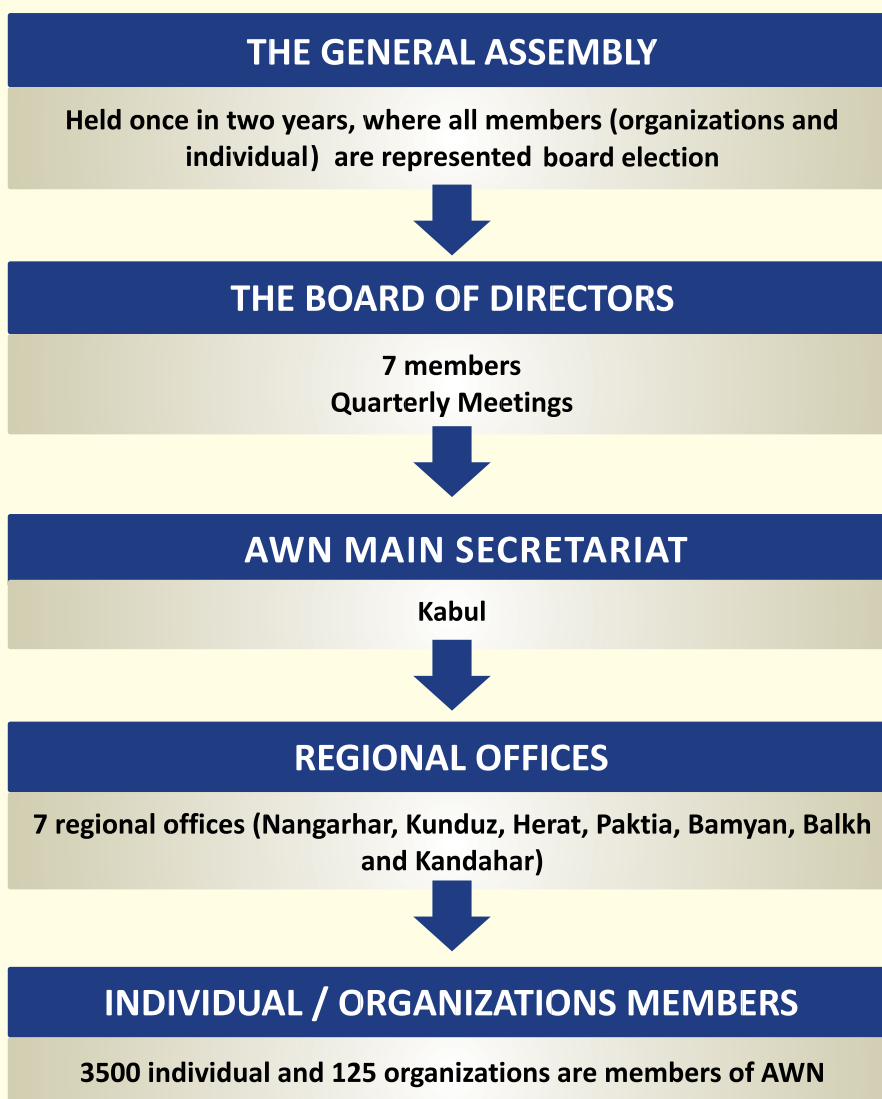 THE GENERAL ASSEMBLY
Held once in two years, where all members (organizations and
individual) are represented board election
THE BOARD OF DIRECTORS
7 members
Quarterly Meetings
AWN MAIN SECRETARIAT
Kabul
REGIONAL OFFICES
7 regional offices (Nangarhar, Kunduz, Herat, Paktia, Bamyan, Balkh
and Kandahar)
INDIVIDUAL / ORGANIZATIONS MEMBERS
3500 individual and 125 organizations are members of AWN